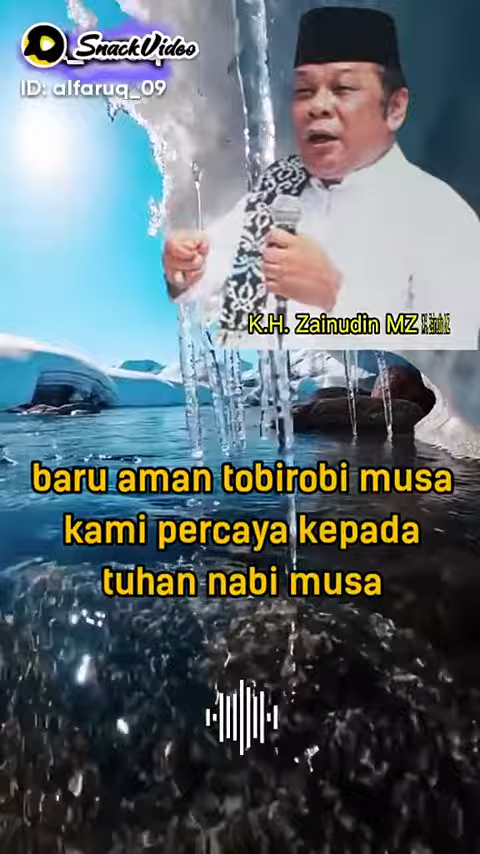 SnackVideo
ID: alfaruq_09
K.H. Zainudin MZ
baru aman tobirobi musa
kami percaya kepada
tuhan nabi musa